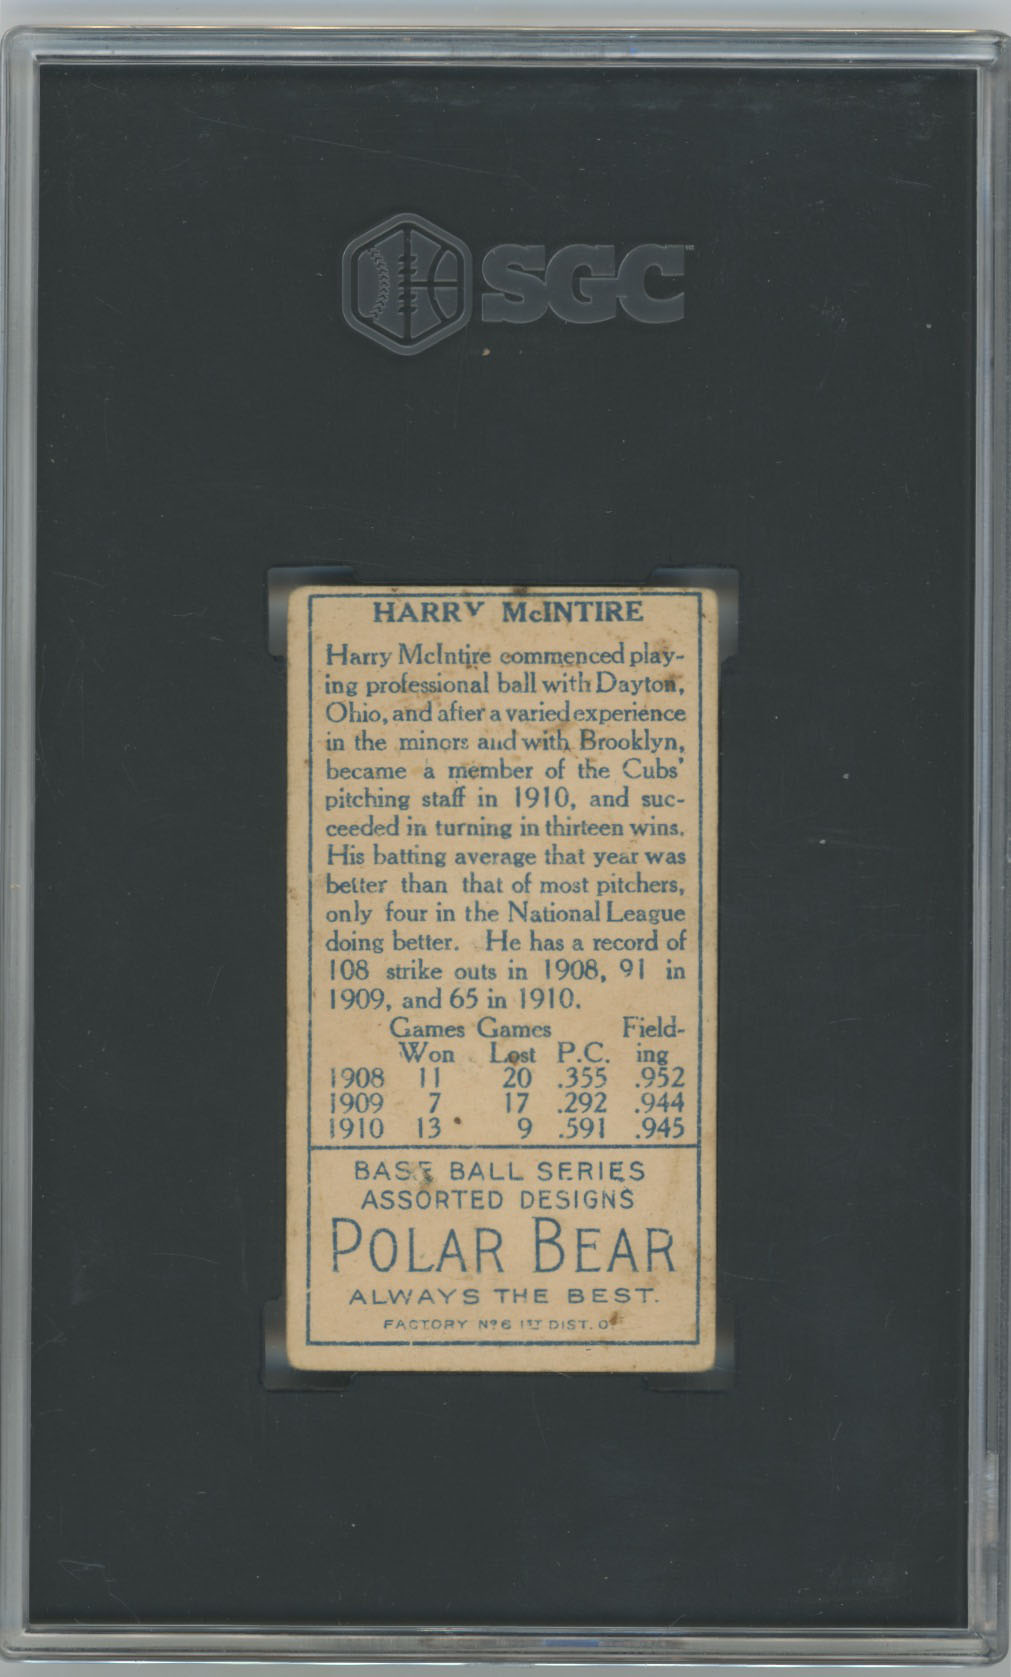 SGC
HARRY McINTIRE
Harry McIntire commenced play-
ing professional ball with Dayton,
Ohio, and after a varied experience
in the minors and with Brooklyn,
became a member of the Cubs'
pitching staff in 1910, and suc-
ceeded in turning in thirteen wins.
His batting average that year was
better than that of most pitchers,
only four in the National League
doing better. He has a record of
108 strike outs in 1908, 91 in
1909, and 65 in 1910.
Games Games Field-
Won Lost P.C. ing
1908 11 20 .355 .952
1909 7 17 .292 .944
1910 13 9 .591 .945
BASE BALL SERIES
ASSORTED DESIGNS
POLAR BEAR
ALWAYS THE BEST.
FACTORY Nº 6 1ST DIST. O.